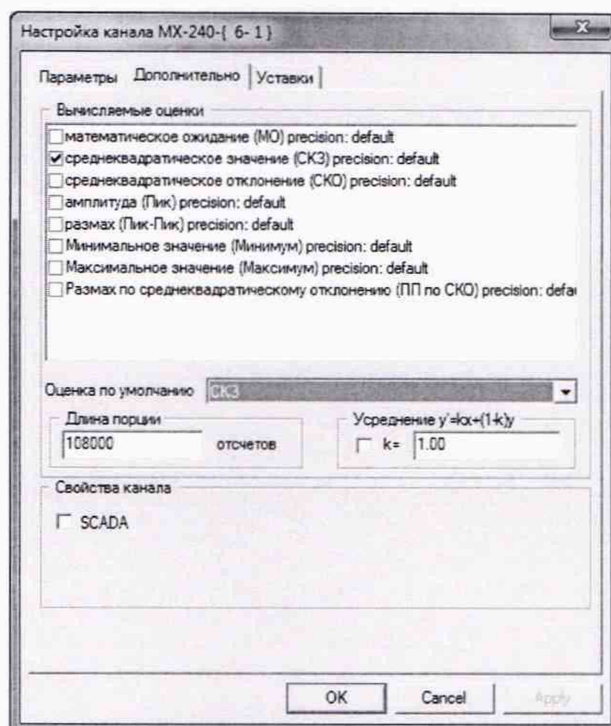 Настройка канала МХ-240-{ 6- 1 }
Параметры Дополнительно Уставки
Вычисляемые оценки
математическое ожидание (МО) precision: default
среднеквадратическое значение (СКЗ) precision: default
среднеквадратическое отклонение (СКО) precision: default
амплитуда (Пик) precision: default
размах (Пик-Пик) precision: default
Минимальное значение (Минимум) precision: default
Максимальное значение (Максимум) precision: default
Размах по среднеквадратическому отклонению (ПП по СКО) precision: defau
Оценка по умолчанию СКЗ
Длина порции
108000 отсчетов
Усреднение y'=kx+(1-k)y
k= 1.00
Свойства канала
SCADA
OK Cancel Apply